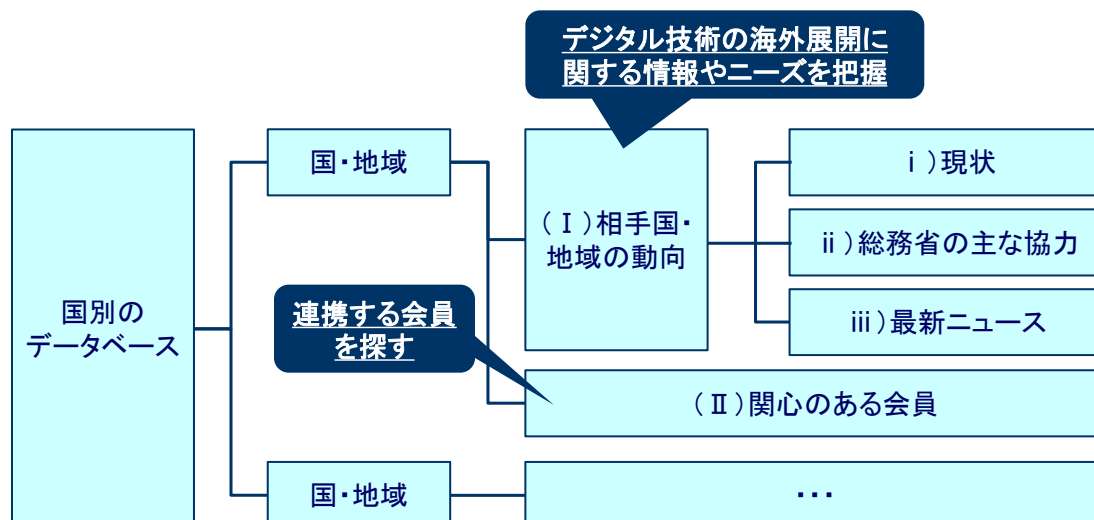 デジタル技術の海外展開に
関する情報やニーズを把握
国・地域
(Ⅰ)相手国・
地域の動向
ⅰ)現状
ⅱ)総務省の主な協力
ⅲ)最新ニュース
国別の
データベース
連携する会員
を探す
(Ⅱ)関心のある会員
国・地域
・・・